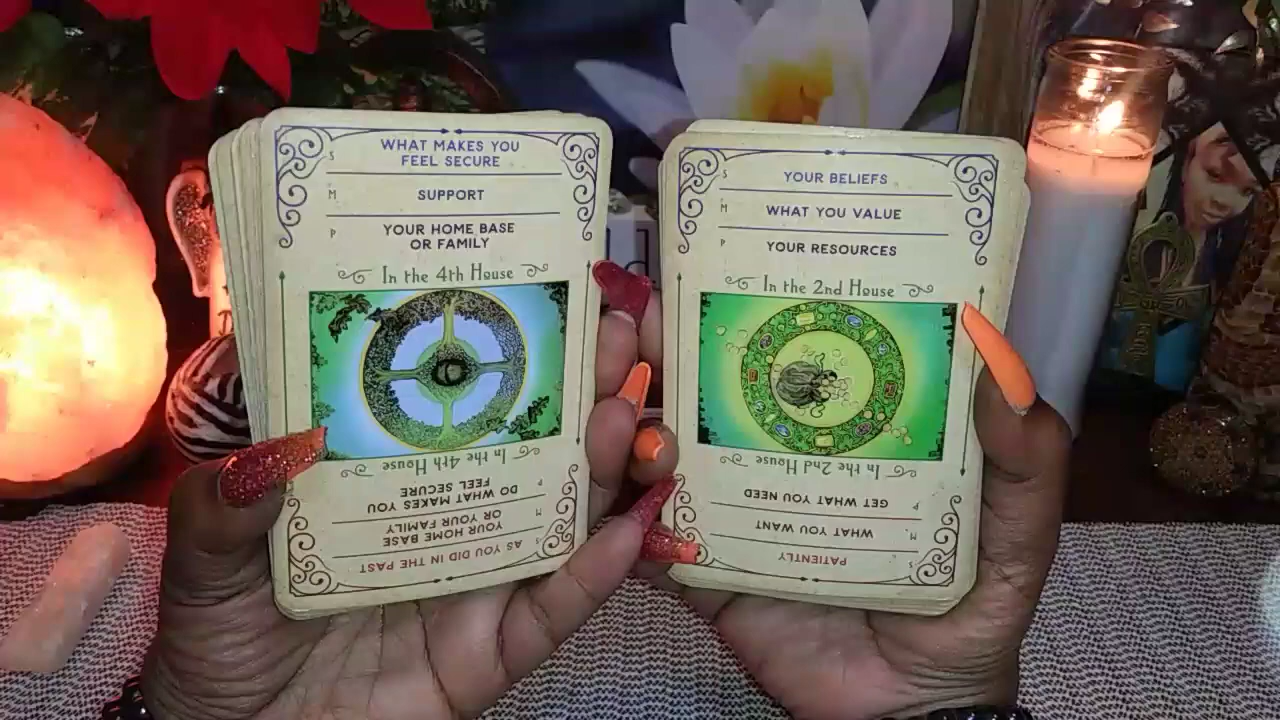 S WHAT MAKES YOU
FEEL SECURE
M SUPPORT
P YOUR HOME BASE
OR FAMILY
In the 4th House
In the 4th House
P DO WHAT MAKES YOU
FEEL SECURE
M YOUR HOME BASE
OR YOUR FAMILY
S AS YOU DID IN THE PAST
S YOUR BELIEFS
M WHAT YOU VALUE
P YOUR RESOURCES
In the 2nd House
In the 2nd House
P GET WHAT YOU NEED
M WHAT YOU WANT
S PATIENTLY